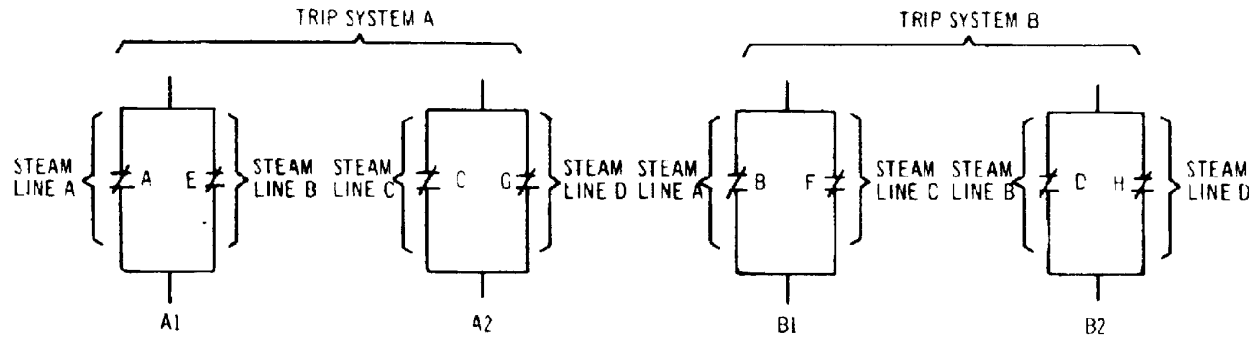 TRIP SYSTEM A
TRIP SYSTEM B
STEAM LINE A
A
E
STEAM LINE B
STEAM LINE C
C
G
STEAM LINE D
STEAM LINE A
B
F
STEAM LINE C
STEAM LINE B
D
H
STEAM LINE D
A1
A2
B1
B2